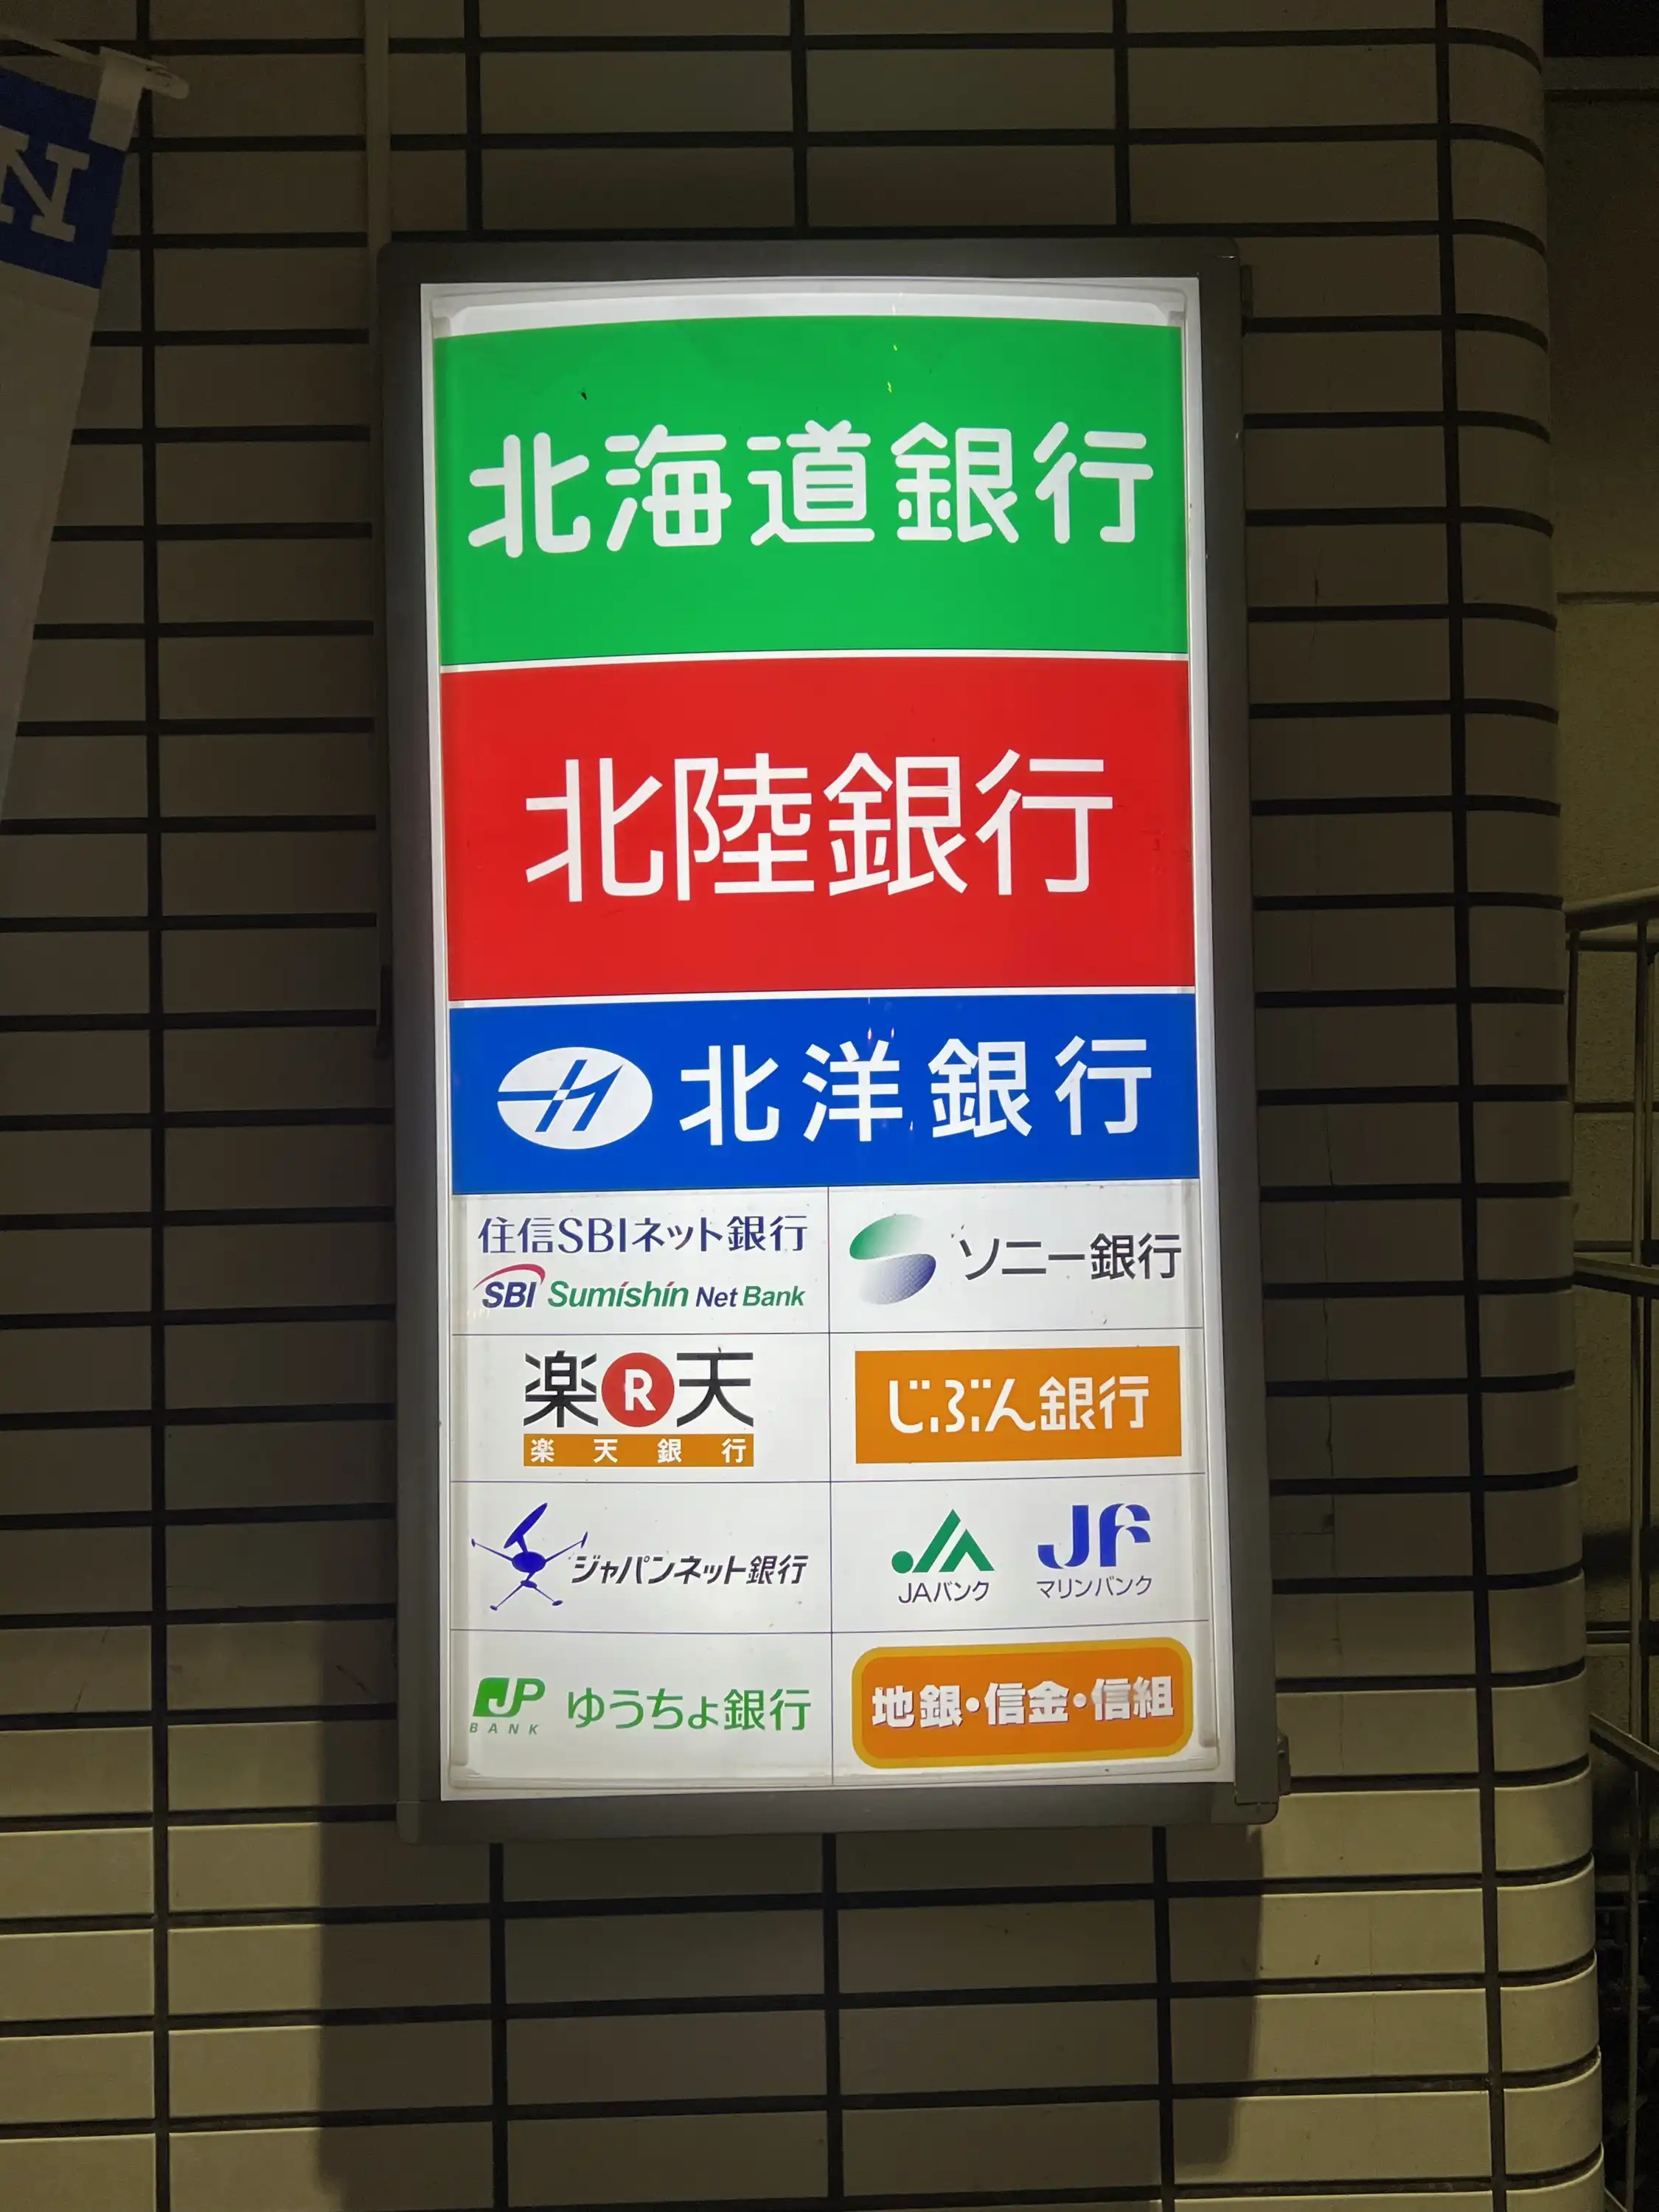 N
北海道銀行
北陸銀行
北洋銀行
住信SBIネット銀行
SBI Sumishin Net Bank
ソニー銀行
楽R天
楽天銀行
じぶん銀行
ジャパンネット銀行
JAバンク
JF
マリンバンク
JP
BANK
ゆうちょ銀行
地銀・信金・信組